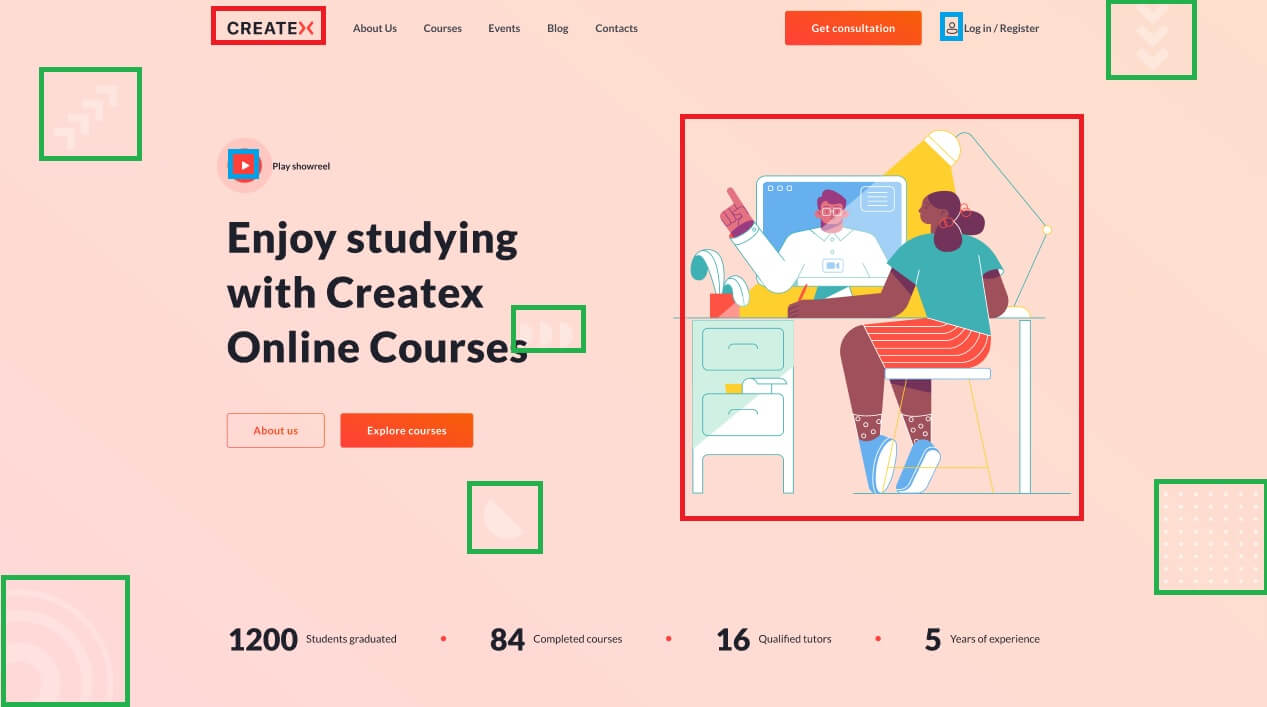 CREATEX
About Us
Courses
Events
Blog
Contacts
Get consultation
Log in / Register
Play showreel
Enjoy studying
with Createx
Online Courses
About us
Explore courses
1200 Students graduated
84 Completed courses
16 Qualified tutors
5 Years of experience